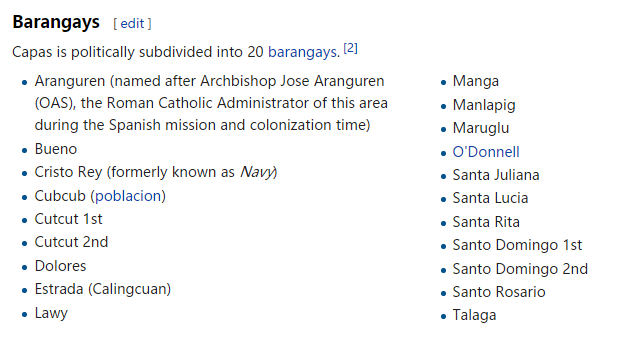 Barangays [ edit ]
Capas is politically subdivided into 20 barangays. [2]
Aranguren (named after Archbishop Jose Aranguren
(OAS), the Roman Catholic Administrator of this area
during the Spanish mission and colonization time)
Bueno
Cristo Rey (formerly known as Navy)
Cubcub (poblacion)
Cutcut 1st
Cutcut 2nd
Dolores
Estrada (Calingcuan)
Lawy
Manga
Manlapig
Maruglu
O'Donnell
Santa Juliana
Santa Lucia
Santa Rita
Santo Domingo 1st
Santo Domingo 2nd
Santo Rosario
Talaga